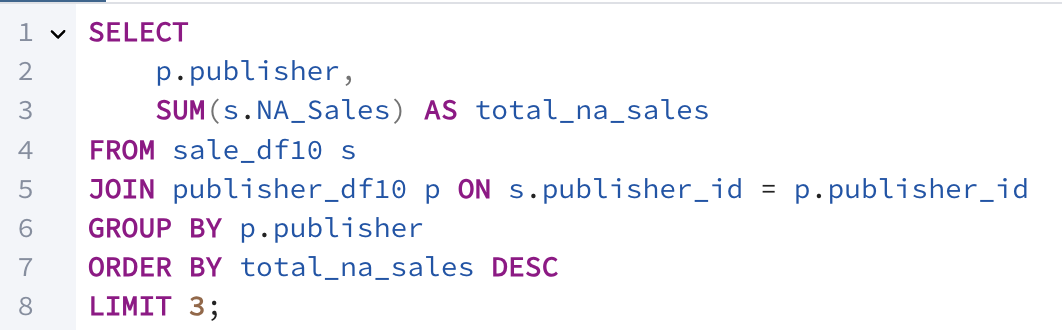 1 SELECT
2     p.publisher,
3     SUM(s.NA_Sales) AS total_na_sales
4 FROM sale_df10 s
5 JOIN publisher_df10 p ON s.publisher_id = p.publisher_id
6 GROUP BY p.publisher
7 ORDER BY total_na_sales DESC
8 LIMIT 3;